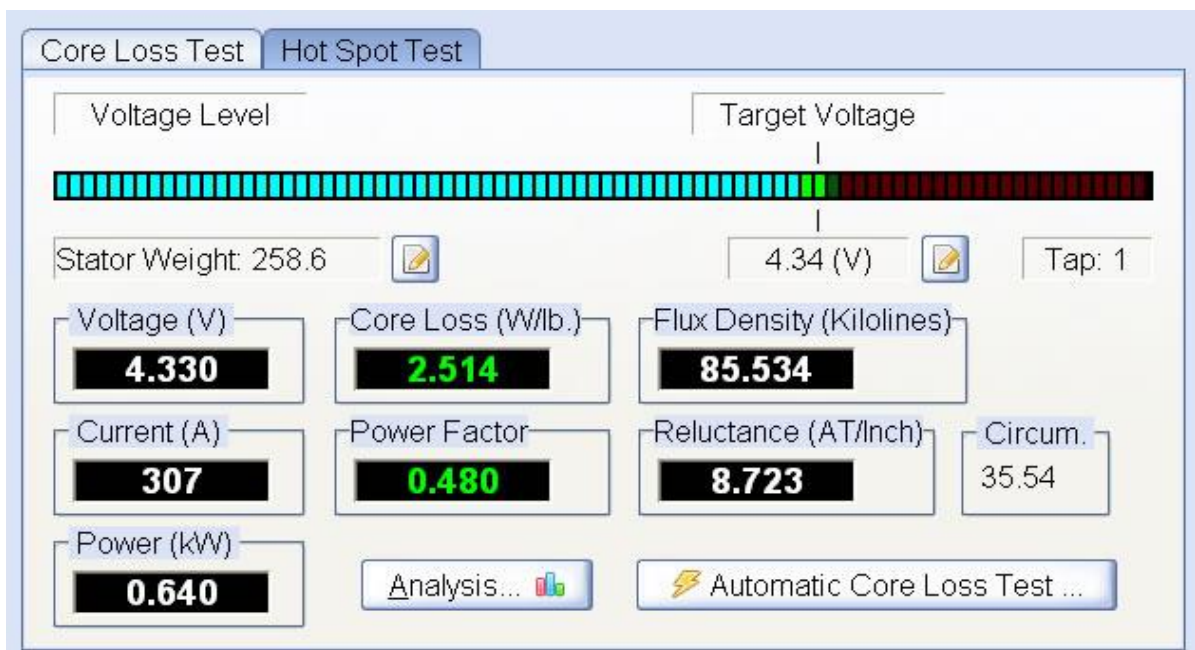 Core Loss Test Hot Spot Test
Voltage Level Target Voltage
Stator Weight: 258.6 4.34 (V) Tap: 1
Voltage (V) Core Loss (W/lb.) Flux Density (Kilolines)
4.330 2.514 85.534
Current (A) Power Factor Reluctance (AT/Inch) Circum.
307 0.480 8.723 35.54
Power (kW)
0.640 Analysis... Automatic Core Loss Test ...